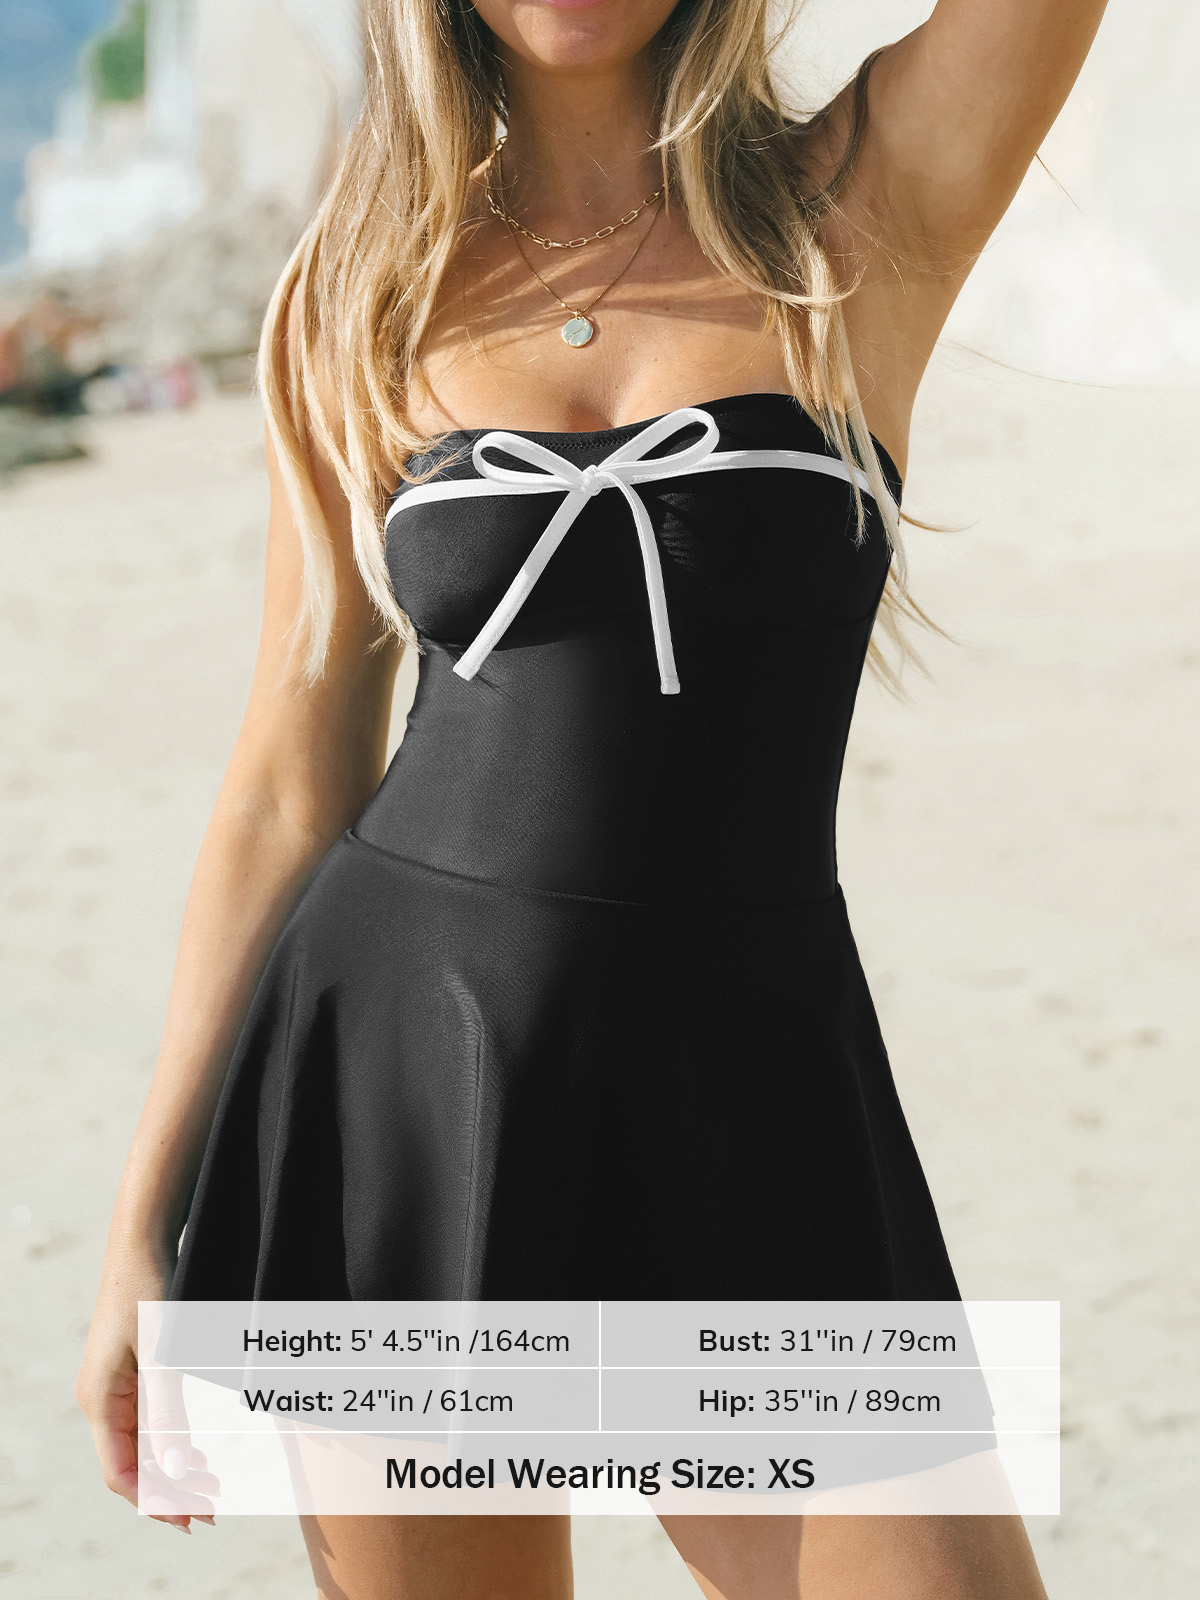 Height: 5' 4.5''in /164cm
Bust: 31''in / 79cm
Waist: 24''in / 61cm
Hip: 35''in / 89cm
Model Wearing Size: XS